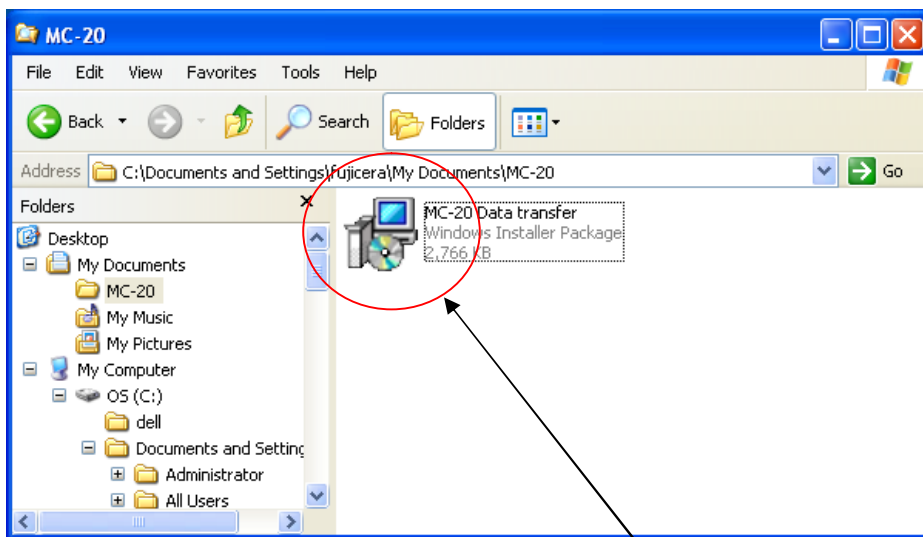 MC-20
File Edit View Favorites Tools Help
Back Search Folders
Address C:\Documents and Settings\fujicera\My Documents\MC-20 Go
Folders
Desktop
My Documents
MC-20
My Music
My Pictures
My Computer
OS (C:)
dell
Documents and Setting
Administrator
All Users
MC-20 Data transfer
Windows Installer Package
2,766 KB